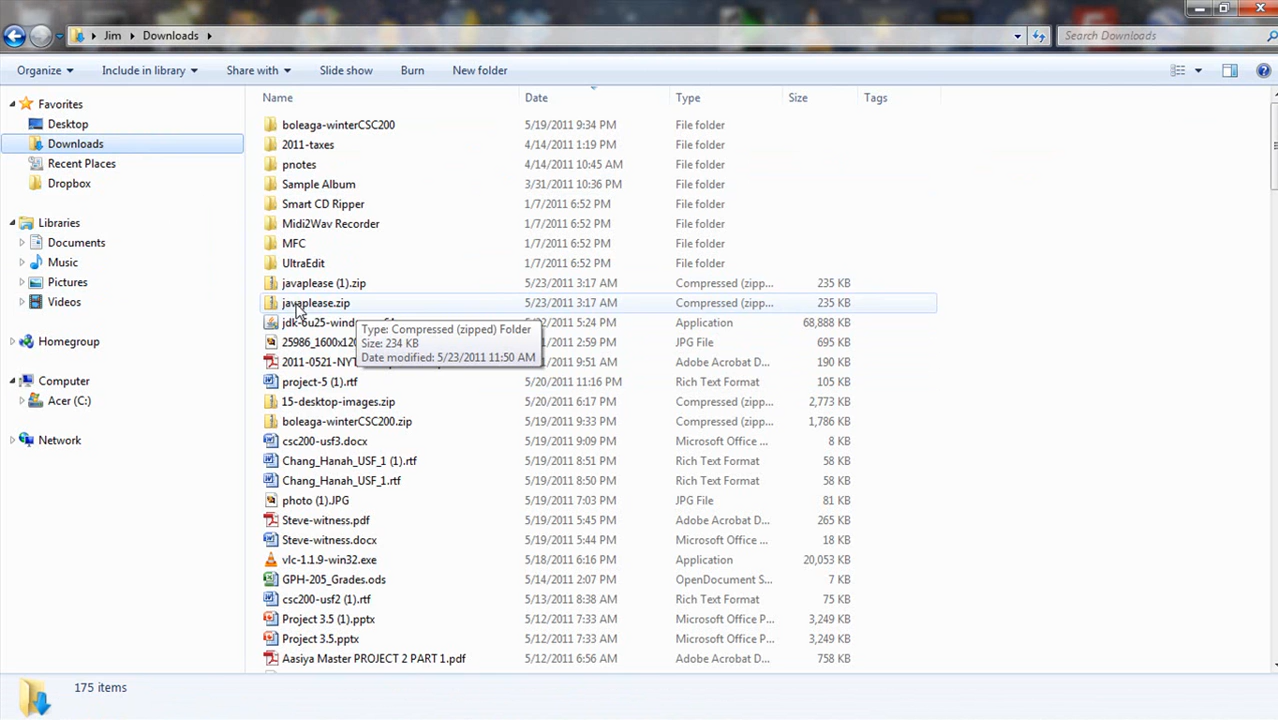 Jim Downloads Search Downloads
Organize Include in library Share with Slide show Burn New folder
Favorites
Desktop
Downloads
Recent Places
Dropbox
Libraries
Documents
Music
Pictures
Videos
Homegroup
Computer
Acer (C:)
Network
Name Date Type Size Tags
boleaga-winterCSC200 5/19/2011 9:34 PM File folder
2011-taxes 4/14/2011 1:19 PM File folder
pnotes 4/14/2011 10:45 AM File folder
Sample Album 3/31/2011 10:36 PM File folder
Smart CD Ripper 1/7/2011 6:52 PM File folder
Midi2Wav Recorder 1/7/2011 6:52 PM File folder
MFC 1/7/2011 6:52 PM File folder
UltraEdit 1/7/2011 6:52 PM File folder
javaplease (1).zip 5/23/2011 3:17 AM Compressed (zipp... 235 KB
javaplease.zip 5/23/2011 3:17 AM Compressed (zipp... 235 KB
5:24 PM Application 68,888 KB
2:59 PM JPG File 695 KB
9:51 AM Adobe Acrobat D... 191 KB
Type: Compressed (zipped) Folder
Size: 234 KB
Date modified: 5/23/2011 11:50 AM
project-5 (1).rtf 5/20/2011 11:16 PM Rich Text Format 105 KB
15-desktop-images.zip 5/20/2011 6:17 PM Compressed (zipp... 2,773 KB
boleaga-winterCSC200.zip 5/19/2011 9:33 PM Compressed (zipp... 1,786 KB
csc200-usf3.docx 5/19/2011 9:09 PM Microsoft Office ... 8 KB
Chang_Hanah_USF_1 (1).rtf 5/19/2011 8:51 PM Rich Text Format 58 KB
Chang_Hanah_USF_1.rtf 5/19/2011 8:50 PM Rich Text Format 58 KB
photo (1).JPG 5/19/2011 7:03 PM JPG File 81 KB
Steve-witness.pdf 5/19/2011 5:45 PM Adobe Acrobat D... 265 KB
Steve-witness.docx 5/19/2011 5:44 PM Microsoft Office ... 18 KB
vlc-1.1.9-win32.exe 5/18/2011 6:16 PM Application 20,053 KB
GPH-205_Grades.ods 5/14/2011 2:07 PM OpenDocument S... 7 KB
csc200-usf2 (1).rtf 5/13/2011 8:38 AM Rich Text Format 75 KB
Project 3.5 (1).pptx 5/12/2011 7:33 AM Microsoft Office P... 3,249 KB
Project 3.5.pptx 5/12/2011 7:33 AM Microsoft Office P... 3,249 KB
Aasiya Master PROJECT 2 PART 1.pdf 5/12/2011 6:56 AM Adobe Acrobat D... 758 KB
175 items